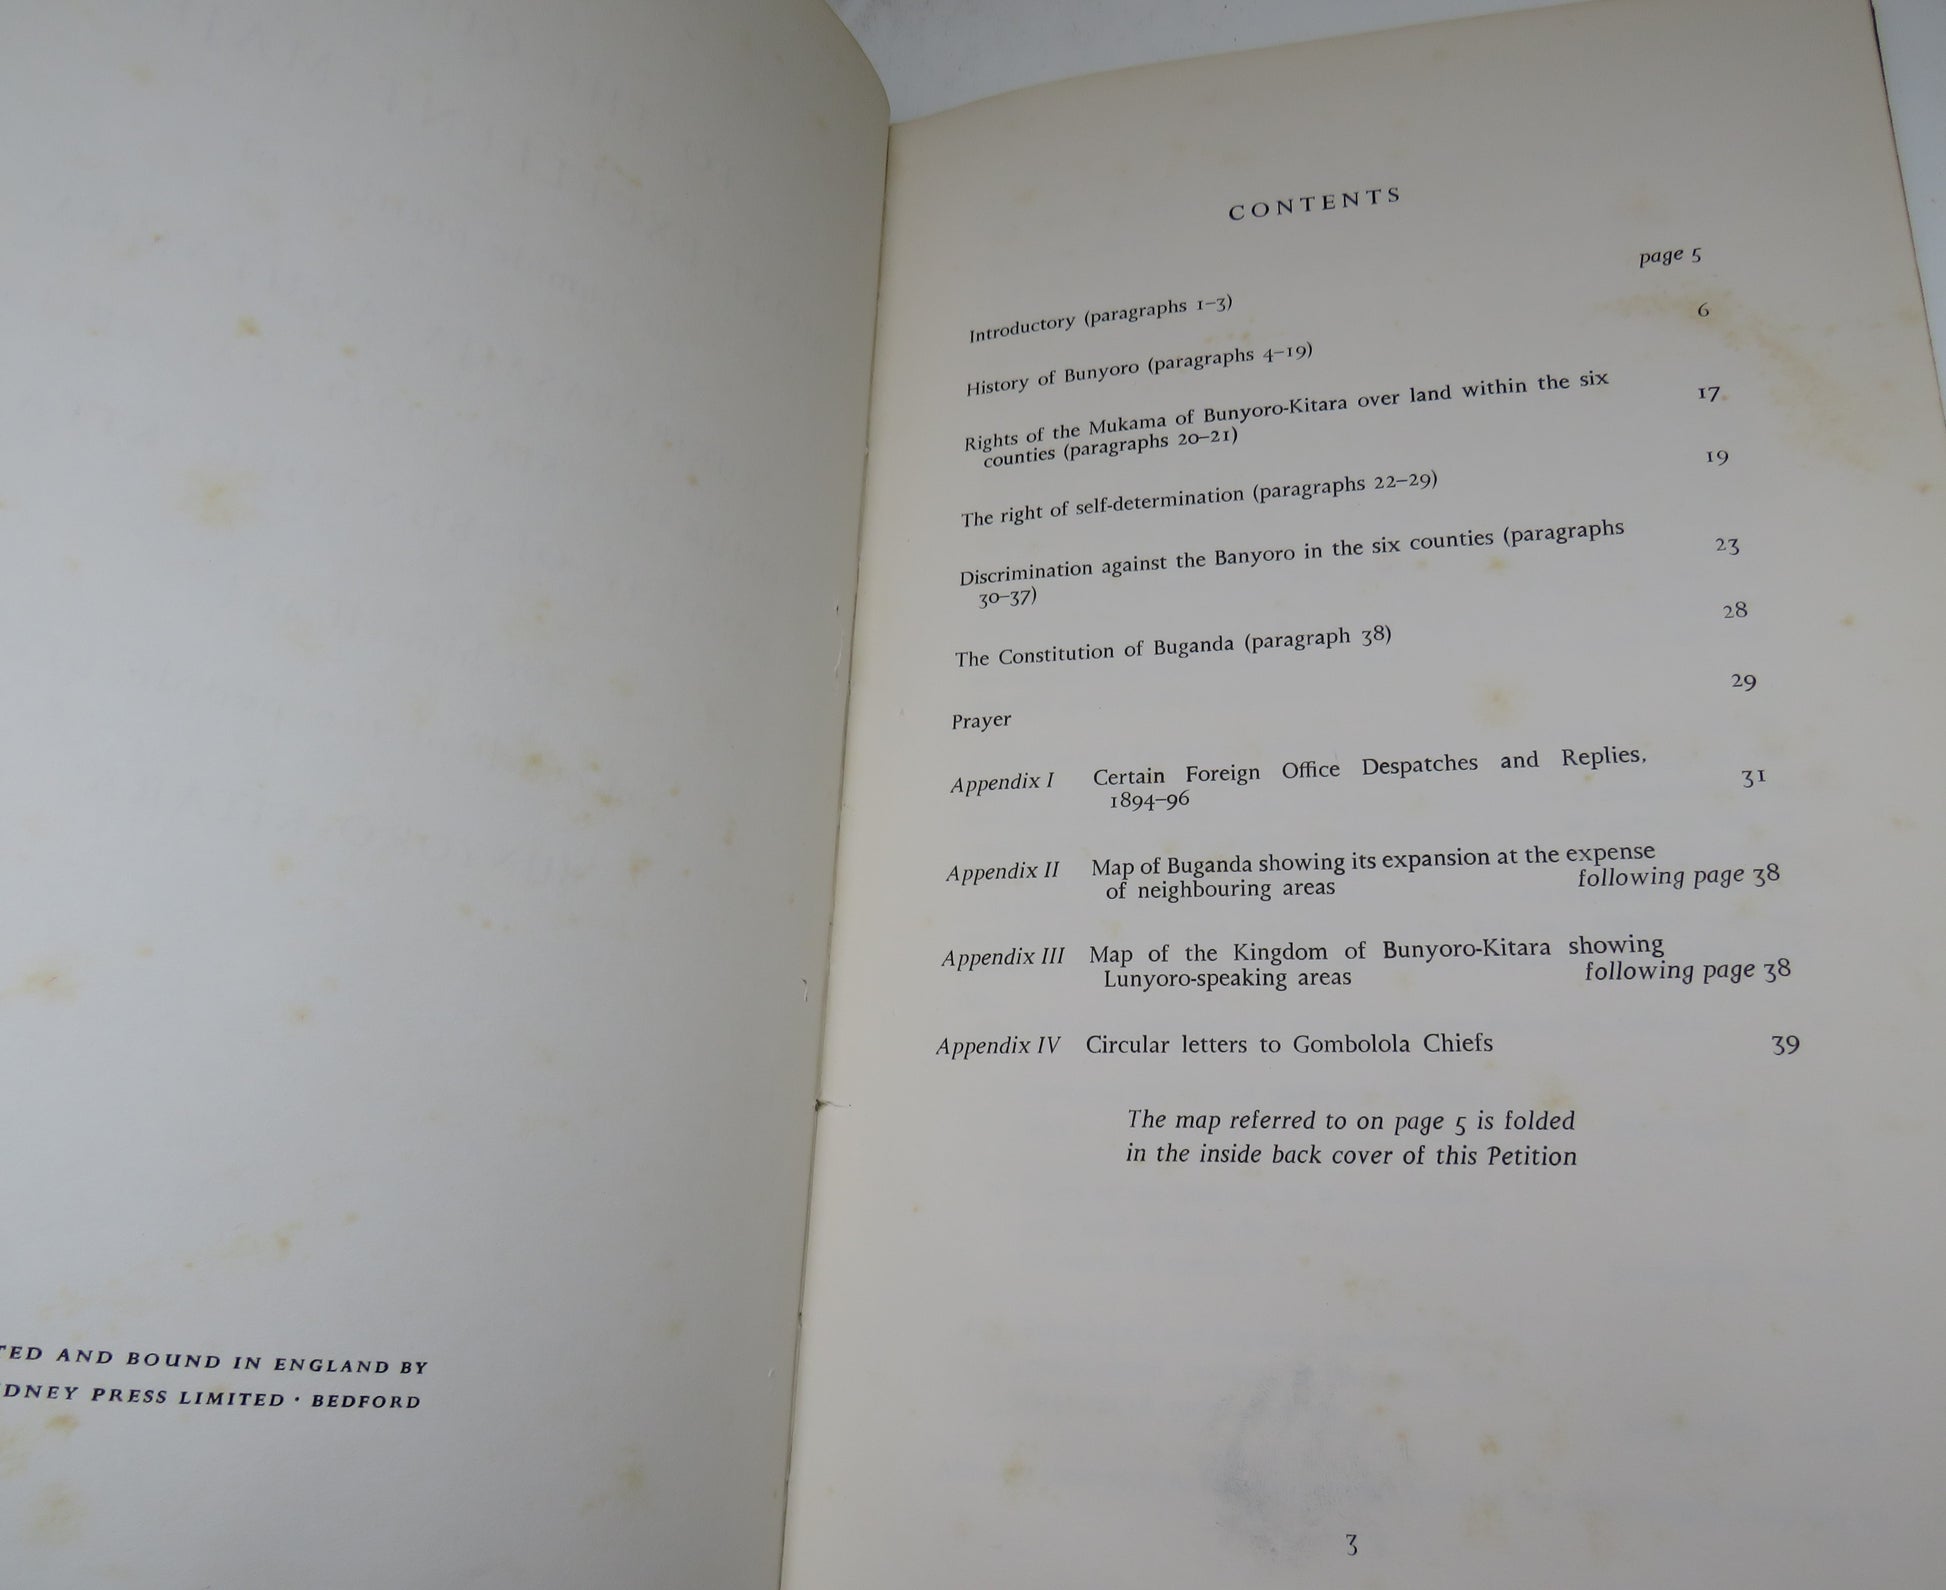 TED AND BOUND IN ENGLAND BY
DNEY PRESS LIMITED · BEDFORD
CONTENTS
Introductory (paragraphs 1–3) page 5
History of Bunyoro (paragraphs 4–19) 6
Rights of the Mukama of Bunyoro-Kitara over land within the six
counties (paragraphs 20–21) 17
The right of self-determination (paragraphs 22–29) 19
Discrimination against the Banyoro in the six counties (paragraphs
30–37) 23
The Constitution of Buganda (paragraph 38) 28
Prayer 29
Appendix I Certain Foreign Office Despatches and Replies,
1894–96 31
Appendix II Map of Buganda showing its expansion at the expense
of neighbouring areas following page 38
Appendix III Map of the Kingdom of Bunyoro-Kitara showing
Lunyoro-speaking areas following page 38
Appendix IV Circular letters to Gombolola Chiefs 39
The map referred to on page 5 is folded
in the inside back cover of this Petition
3